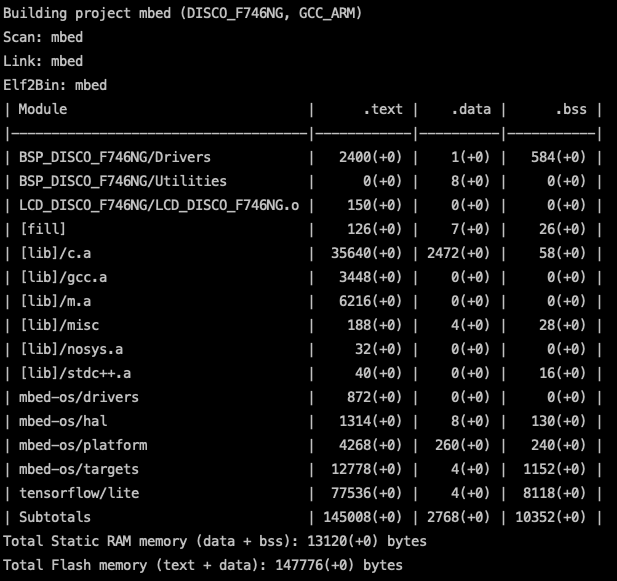 Building project mbed (DISCO_F746NG, GCC_ARM)
Scan: mbed
Link: mbed
Elf2Bin: mbed
| Module                              |      .text |   .data |      .bss |
|-------------------------------------|------------|---------|-----------|
| BSP_DISCO_F746NG/Drivers            |   2400(+0) |   1(+0) |   584(+0) |
| BSP_DISCO_F746NG/Utilities          |      0(+0) |   8(+0) |     0(+0) |
| LCD_DISCO_F746NG/LCD_DISCO_F746NG.o |    150(+0) |   0(+0) |     0(+0) |
| [fill]                              |    126(+0) |   7(+0) |    26(+0) |
| [lib]/c.a                           |  35640(+0) | 2472(+0) |    58(+0) |
| [lib]/gcc.a                         |   3448(+0) |   0(+0) |     0(+0) |
| [lib]/m.a                           |   6216(+0) |   0(+0) |     0(+0) |
| [lib]/misc                          |    188(+0) |   4(+0) |    28(+0) |
| [lib]/nosys.a                       |     32(+0) |   0(+0) |     0(+0) |
| [lib]/stdc++.a                      |     40(+0) |   0(+0) |    16(+0) |
| mbed-os/drivers                     |    872(+0) |   0(+0) |     0(+0) |
| mbed-os/hal                         |   1314(+0) |   8(+0) |   130(+0) |
| mbed-os/platform                    |   4268(+0) | 260(+0) |   240(+0) |
| mbed-os/targets                     |  12778(+0) |   4(+0) |  1152(+0) |
| tensorflow/lite                     |  77536(+0) |   4(+0) |  8118(+0) |
| Subtotals                           | 145008(+0) | 2768(+0) | 10352(+0) |
Total Static RAM memory (data + bss): 13120(+0) bytes
Total Flash memory (text + data): 147776(+0) bytes